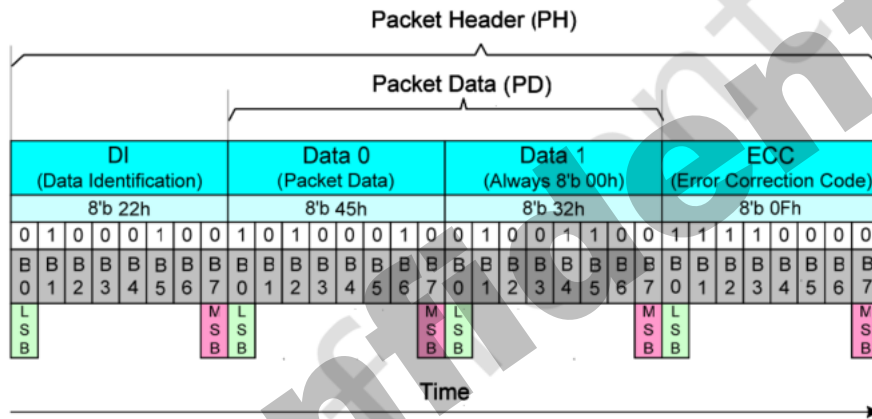 Packet Header (PH)
Packet Data (PD)
DI Data 0 Data 1 ECC
(Data Identification) (Packet Data) (Always 8'b 00h) (Error Correction Code)
8'b 22h 8'b 45h 8'b 32h 8'b 0Fh
0 1 0 0 0 1 0 0 1 0 1 0 0 0 1 0 0 1 0 0 1 1 0 0 1 1 1 1 0 0 0 0
B0 B1 B2 B3 B4 B5 B6 B7 B0 B1 B2 B3 B4 B5 B6 B7 B0 B1 B2 B3 B4 B5 B6 B7 B0 B1 B2 B3 B4 B5 B6 B7
LSB MSB LSB MSB LSB MSB LSB MSB
Time
nfident